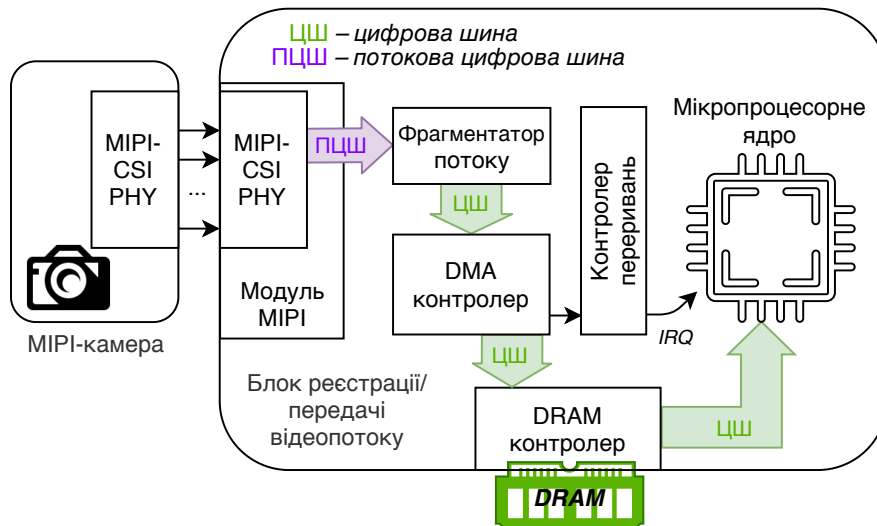 ЦШ – цифрова шина
ПЦШ – потокова цифрова шина
MIPI-
CSI
PHY
MIPI-
CSI
PHY
...
ПЦШ
Фрагментатор
потоку
ЦШ
DMA
контролер
Контролер
переривань
Мікропроцесорне
ядро
Модуль
MIPI
IRQ
MIPI-камера
ЦШ
Блок реєстрації/
передачі
відеопотоку
DRAM
контролер
ЦШ
DRAM